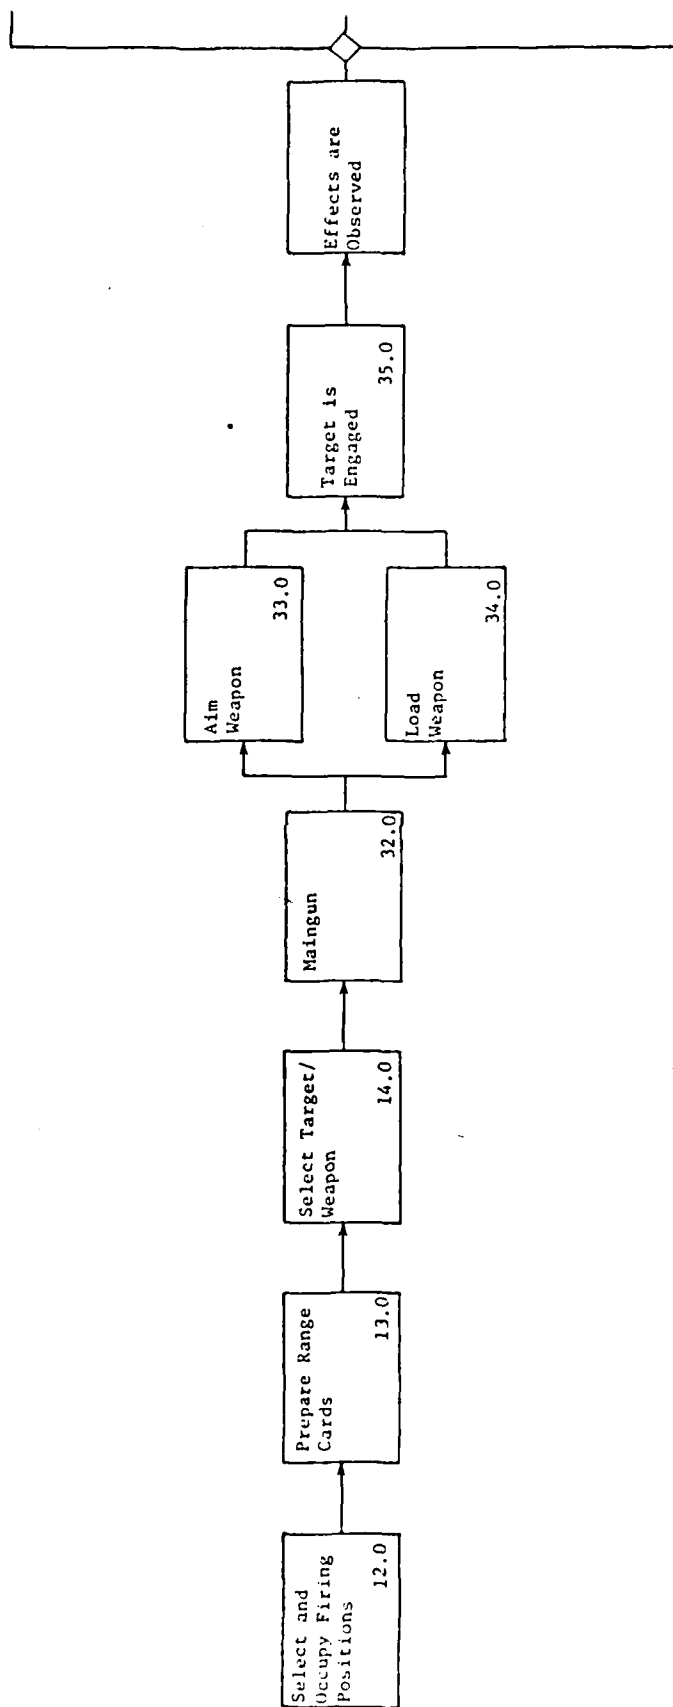 Select and
Occupy Firing
Positions
12.0
Prepare Range
Cards
13.0
Select Target/
Weapon
14.0
Maingun
32.0
Aim
Weapon
33.0
Load
Weapon
34.0
Target is
Engaged
35.0
Effects are
Observed